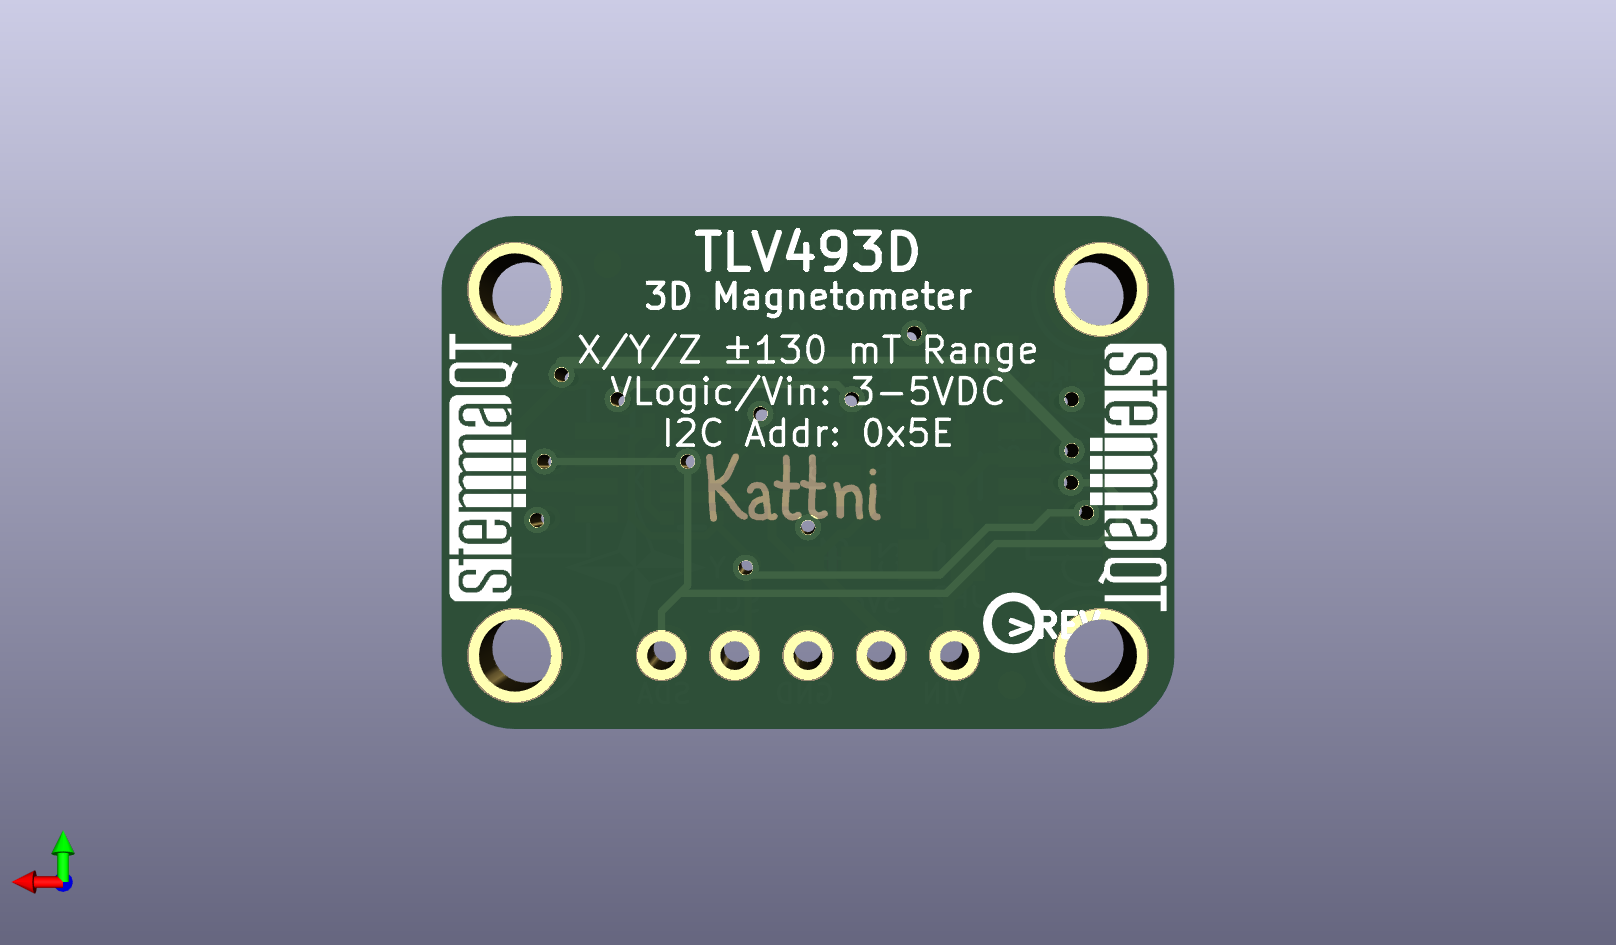 TLV493D
3D Magnetometer
X/Y/Z ±130 mT Range
VLogic/Vin: 3-5VDC
I2C Addr: 0x5E
Kattni
stemmaQT
stemmaQT
>REV